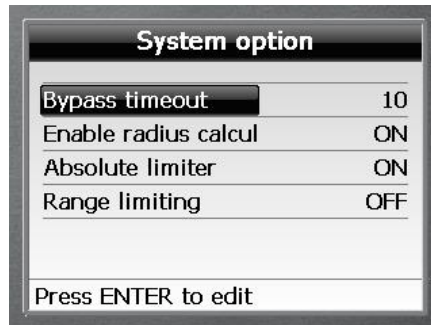 System option
Bypass timeout 10
Enable radius calcul ON
Absolute limiter ON
Range limiting OFF
Press ENTER to edit